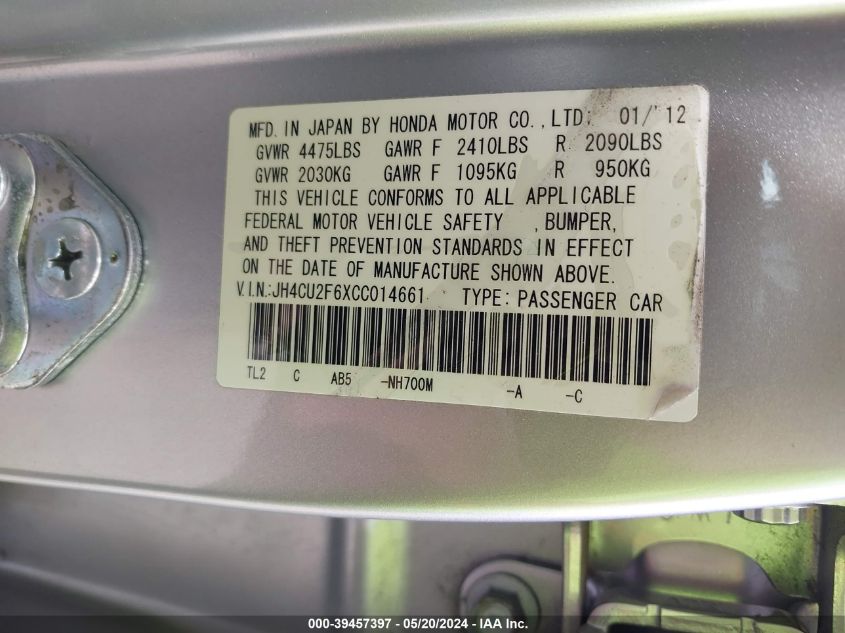 MFD. IN JAPAN BY HONDA MOTOR CO., LTD. 01/'12
GVWR 4475LBS GAWR F 2410LBS R 2090LBS
GVWR 2030KG GAWR F 1095KG R 950KG
THIS VEHICLE CONFORMS TO ALL APPLICABLE
FEDERAL MOTOR VEHICLE SAFETY , BUMPER,
AND THEFT PREVENTION STANDARDS IN EFFECT
ON THE DATE OF MANUFACTURE SHOWN ABOVE.
V.I.N.:JH4CU2F6XCC014661 TYPE: PASSENGER CAR
TL2 C AB5 -NH700M -A -C
000-39457397 - 05/20/2024 - IAA Inc.